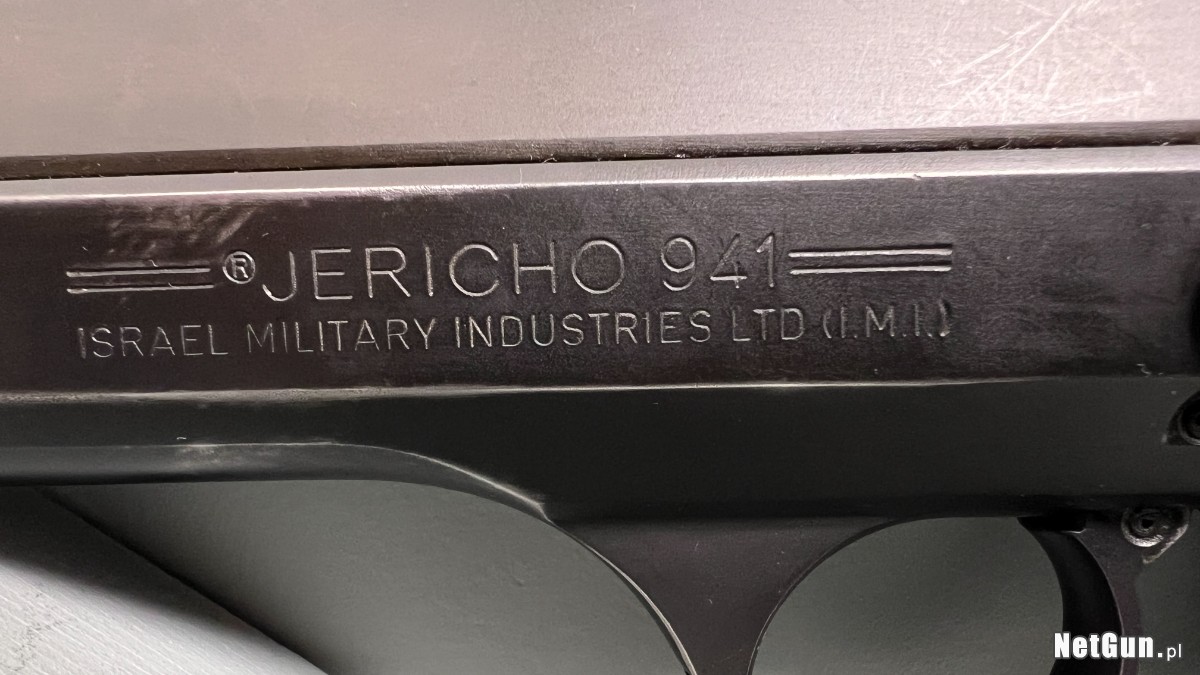 ® JERICHO 941
ISRAEL MILITARY INDUSTRIES LTD (I.M.I.)
NetGun.pl